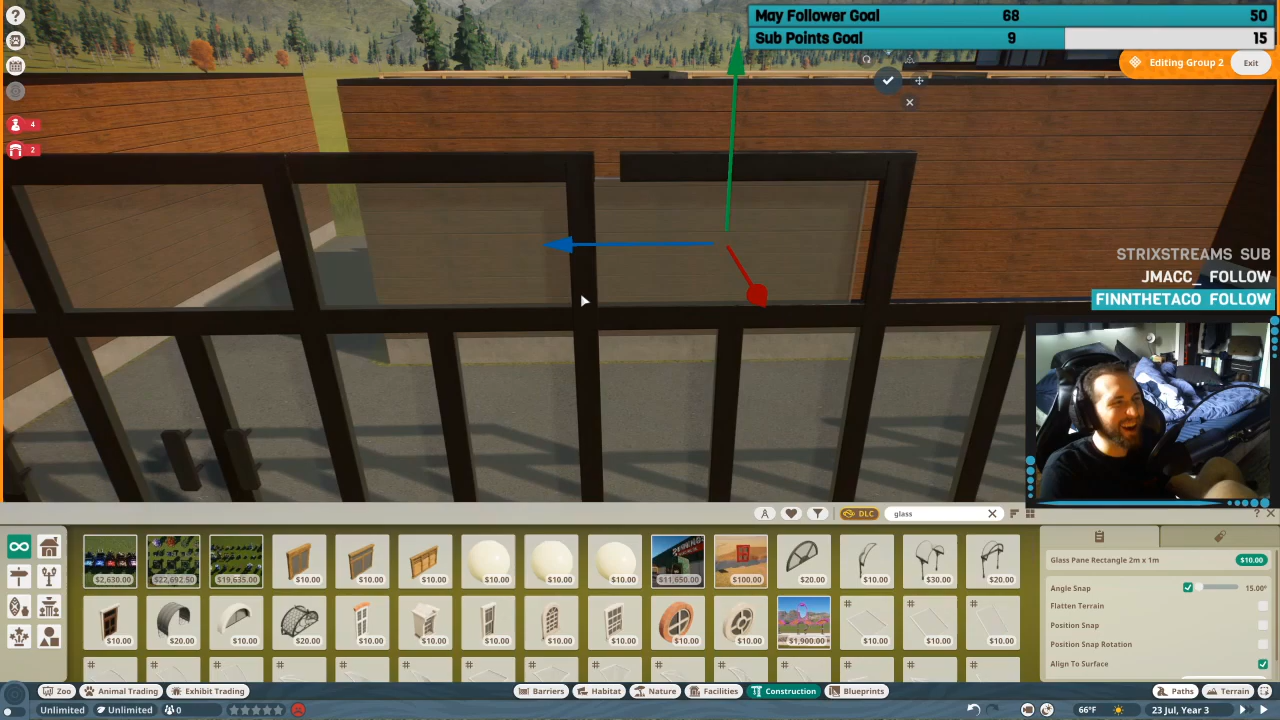 May Follower Goal 68 50
Sub Points Goal 9 15
Editing Group 2 Exit
4
2
STRIXSTREAMS SUB
JMACC_ FOLLOW
FINNTHETACO FOLLOW
DLC glass
$2,630.00 $22,692.50 $19,635.00 $10.00 $10.00 $10.00 $10.00 $10.00 $10.00 $11,650.00 $100.00 $20.00 $10.00 $30.00 $20.00
$10.00 $20.00 $10.00 $20.00 $10.00 $10.00 $10.00 $10.00 $10.00 $10.00 $10.00 $1,900.00 $10.00 $10.00 $10.00
Glass Pane Rectangle 2m x 1m $10.00
Angle Snap 15.00°
Flatten Terrain
Position Snap
Position Snap Rotation
Align To Surface
Zoo Animal Trading Exhibit Trading Barriers Habitat Nature Facilities Construction Blueprints Paths Terrain
Unlimited Unlimited 0 66°F 23 Jul, Year 3